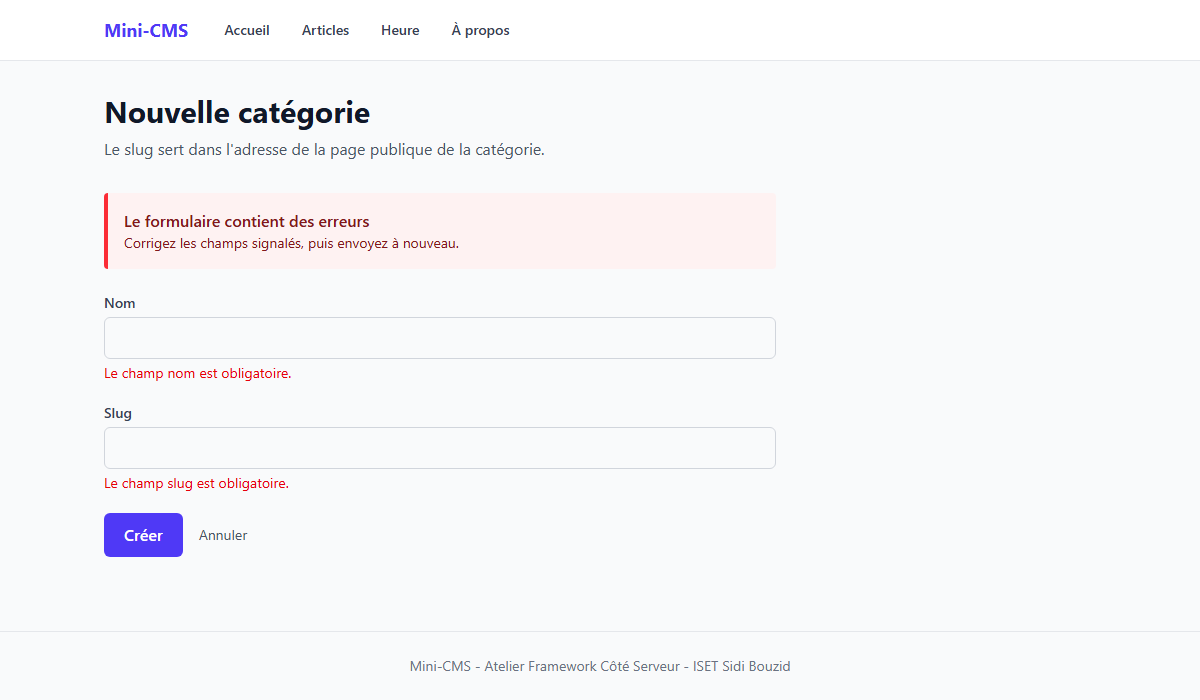 Mini-CMS Accueil Articles Heure À propos
Nouvelle catégorie
Le slug sert dans l'adresse de la page publique de la catégorie.
Le formulaire contient des erreurs
Corrigez les champs signalés, puis envoyez à nouveau.
Nom
Le champ nom est obligatoire.
Slug
Le champ slug est obligatoire.
Créer Annuler
Mini-CMS - Atelier Framework Côté Serveur - ISET Sidi Bouzid